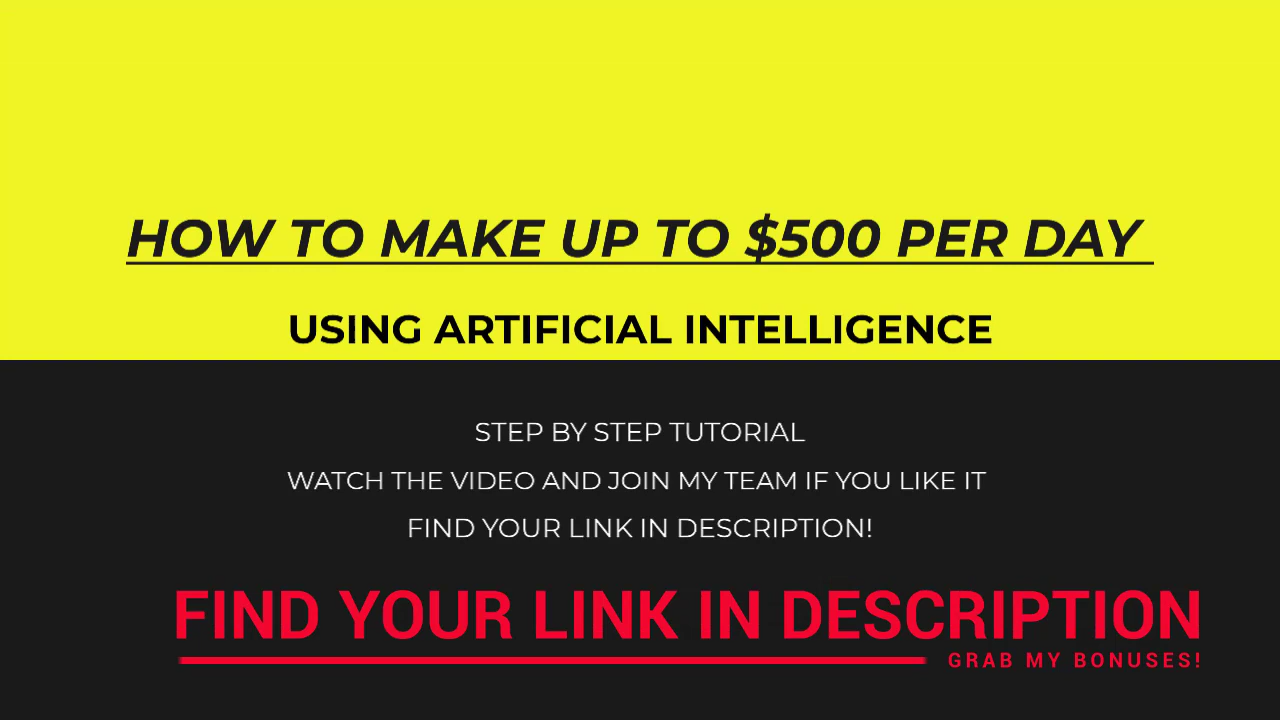 HOW TO MAKE UP TO $500 PER DAY
USING ARTIFICIAL INTELLIGENCE
STEP BY STEP TUTORIAL
WATCH THE VIDEO AND JOIN MY TEAM IF YOU LIKE IT
FIND YOUR LINK IN DESCRIPTION!
FIND YOUR LINK IN DESCRIPTION
GRAB MY BONUSES!